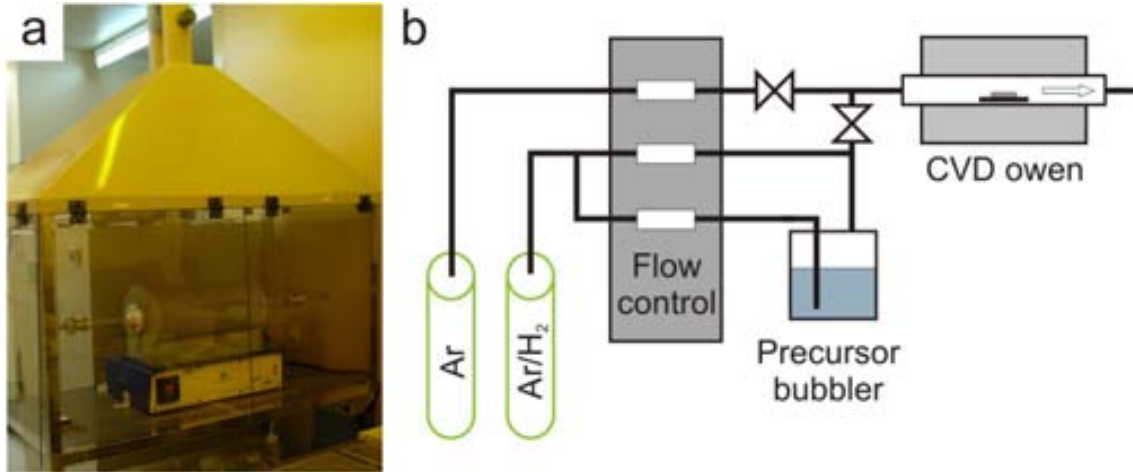 a
b
Flow
control
CVD owen
Ar
Ar/H₂
Precursor
bubbler